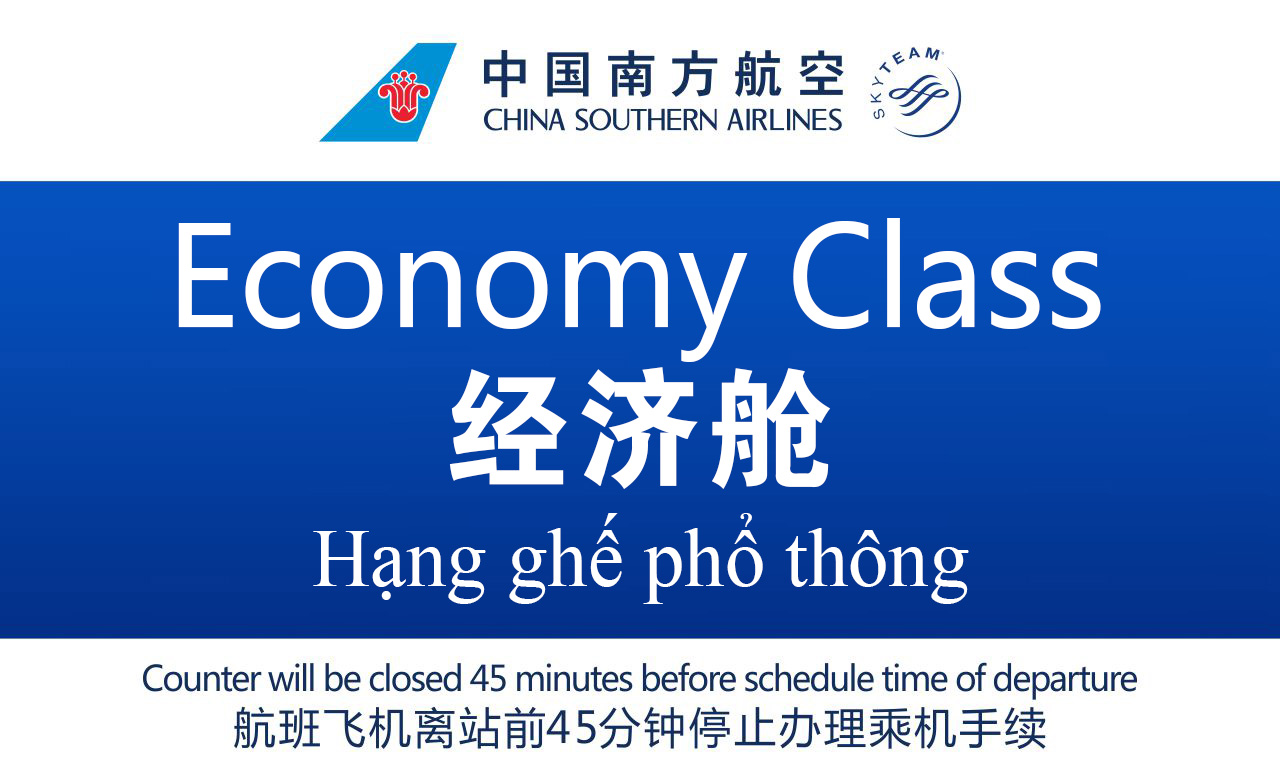 中国南方航空
CHINA SOUTHERN AIRLINES
SKYTEAM
Economy Class
经济舱
Hạng ghế phổ thông
Counter will be closed 45 minutes before schedule time of departure
航班飞机离站前45分钟停止办理乘机手续